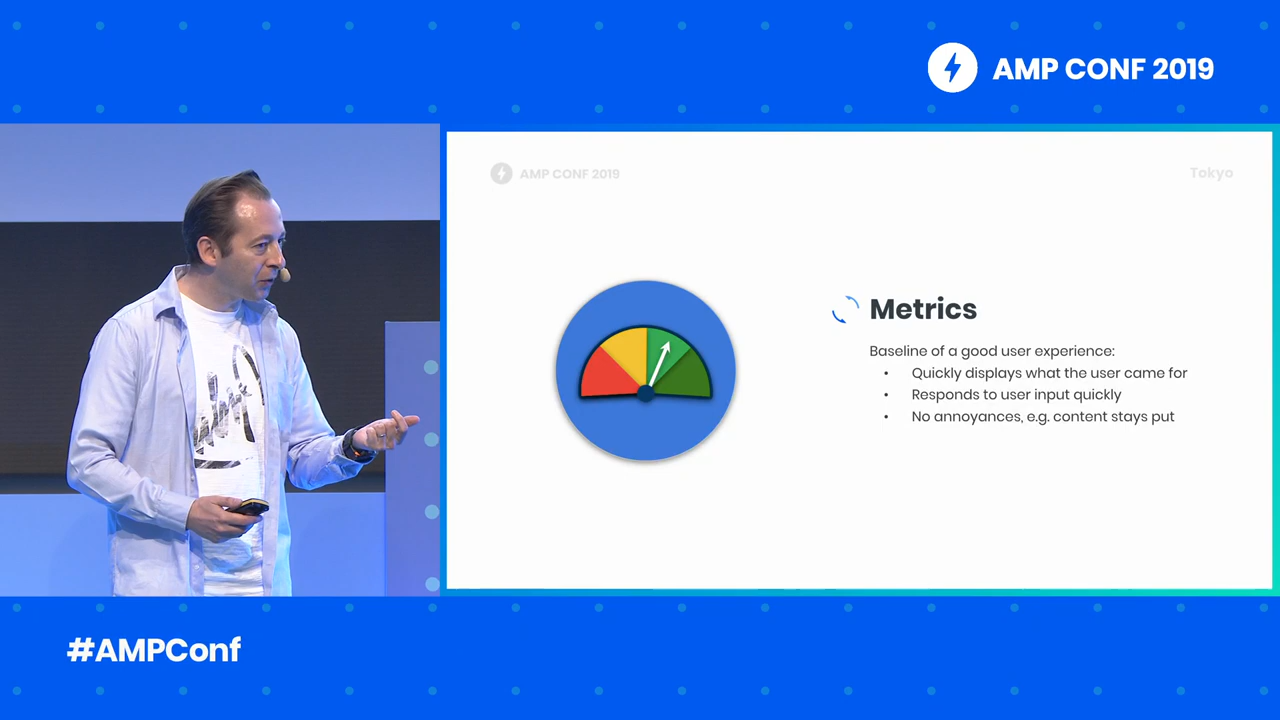 AMP CONF 2019
AMP CONF 2019
Tokyo
Metrics
Baseline of a good user experience:
• Quickly displays what the user came for
• Responds to user input quickly
• No annoyances, e.g. content stays put
#AMPConf